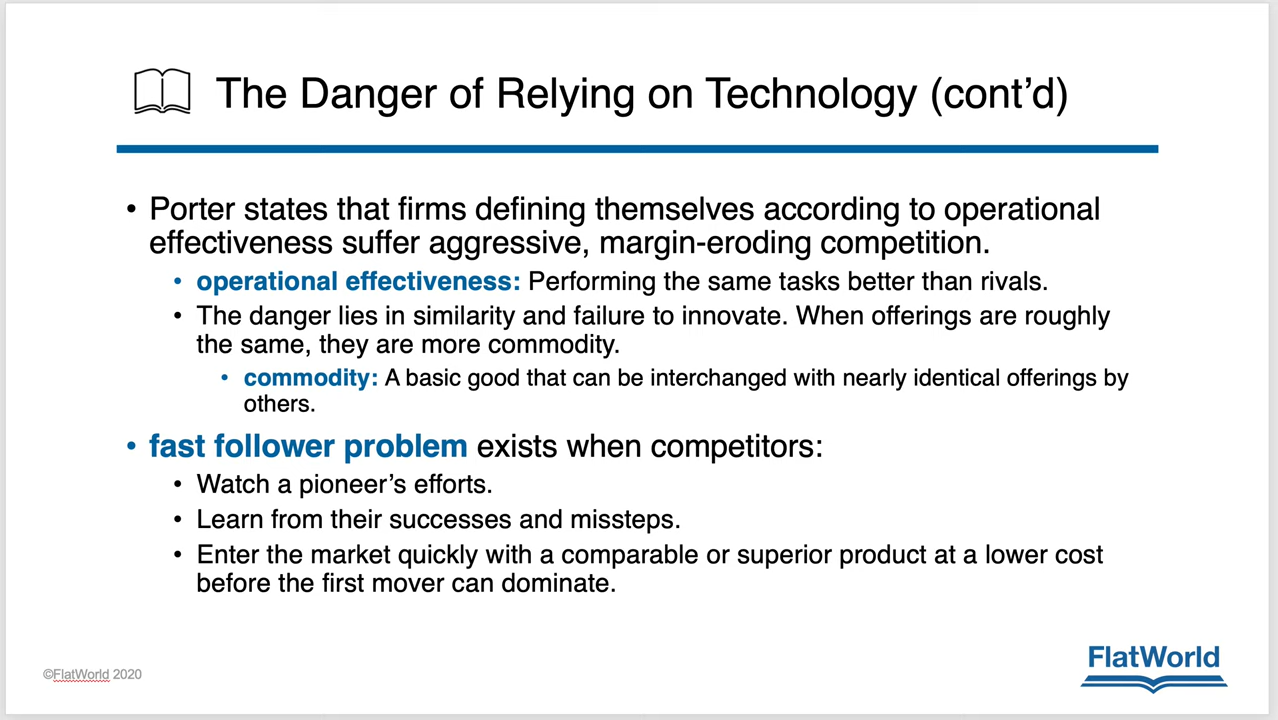 The Danger of Relying on Technology (cont’d)
• Porter states that firms defining themselves according to operational
effectiveness suffer aggressive, margin-eroding competition.
• operational effectiveness: Performing the same tasks better than rivals.
• The danger lies in similarity and failure to innovate. When offerings are roughly
the same, they are more commodity.
• commodity: A basic good that can be interchanged with nearly identical offerings by
others.
• fast follower problem exists when competitors:
• Watch a pioneer’s efforts.
• Learn from their successes and missteps.
• Enter the market quickly with a comparable or superior product at a lower cost
before the first mover can dominate.
©FlatWorld 2020
FlatWorld